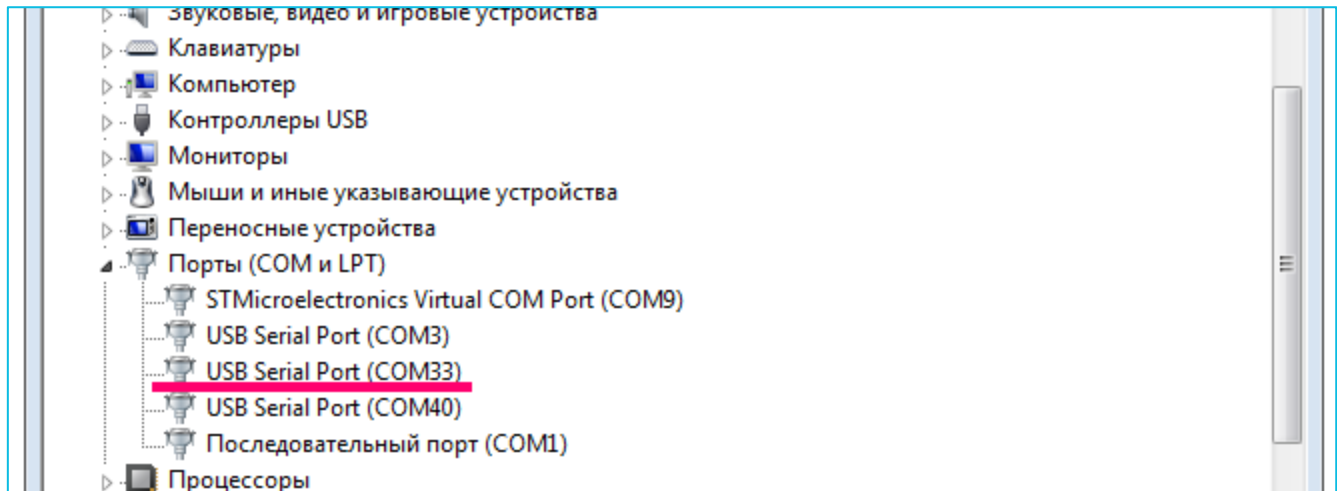 Звуковые, видео и игровые устройства
Клавиатуры
Компьютер
Контроллеры USB
Мониторы
Мыши и иные указывающие устройства
Переносные устройства
Порты (COM и LPT)
STMicroelectronics Virtual COM Port (COM9)
USB Serial Port (COM3)
USB Serial Port (COM33)
USB Serial Port (COM40)
Последовательный порт (COM1)
Процессоры